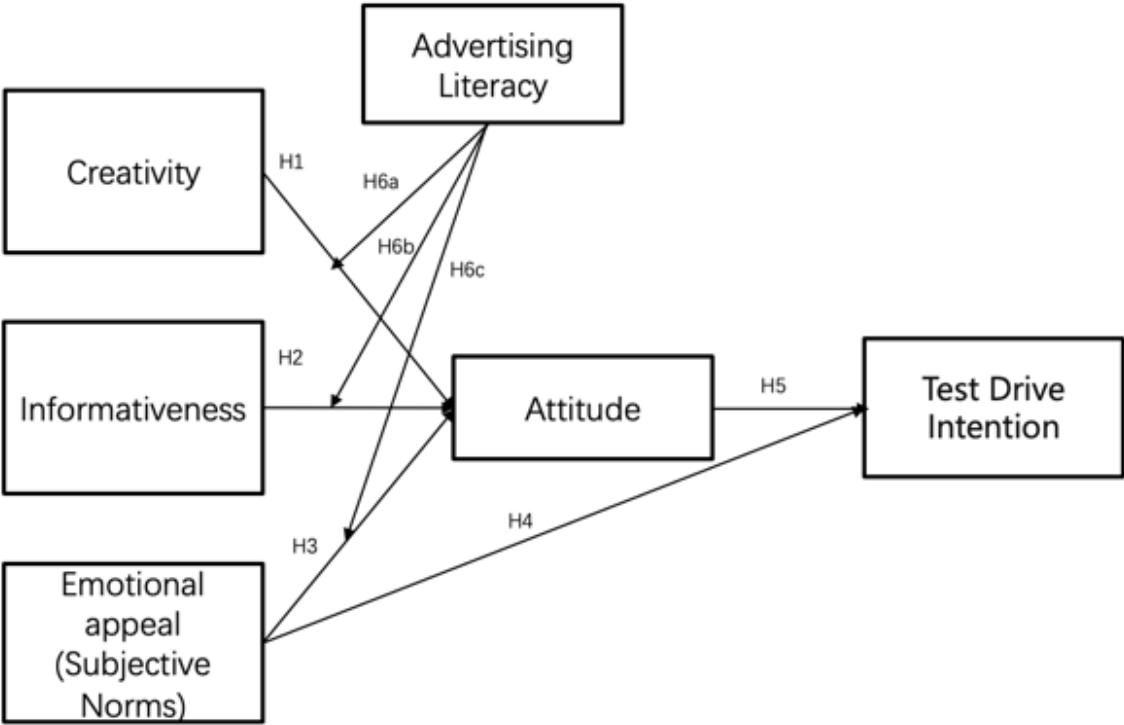 Advertising
Literacy
Creativity
H1
H6a
H6b
H6c
Informativeness
H2
Attitude
H5
Test Drive
Intention
H4
H3
Emotional
appeal
(Subjective
Norms)